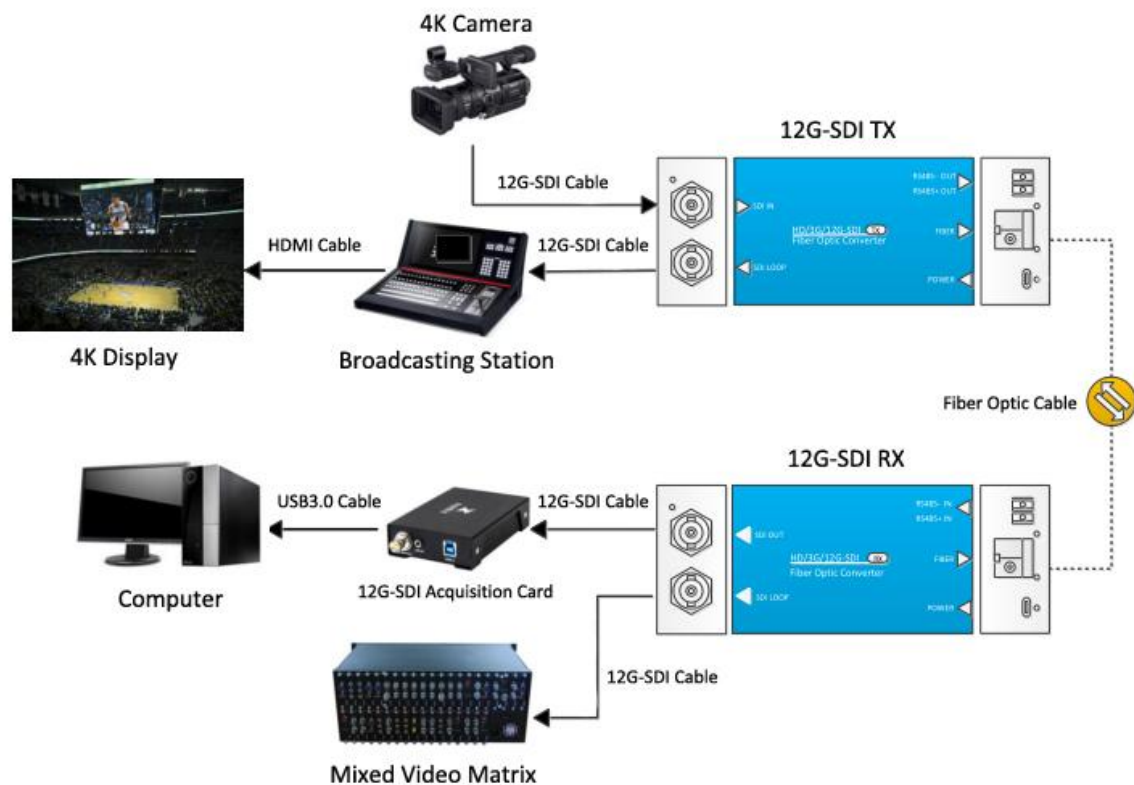 4K Camera
12G-SDI TX
12G-SDI Cable
RS485- OUT
RS485+ OUT
SDI IN
HD/3G/12G-SDI TX
Fiber Optic Converter
FIBER
HDMI Cable
12G-SDI Cable
SDI LOOP
POWER
4K Display
Broadcasting Station
Fiber Optic Cable
12G-SDI RX
USB3.0 Cable
12G-SDI Cable
RS485- IN
RS485+ IN
SDI OUT
HD/3G/12G-SDI RX
Fiber Optic Converter
FIBER
Computer
12G-SDI Acquisition Card
SDI LOOP
POWER
12G-SDI Cable
Mixed Video Matrix